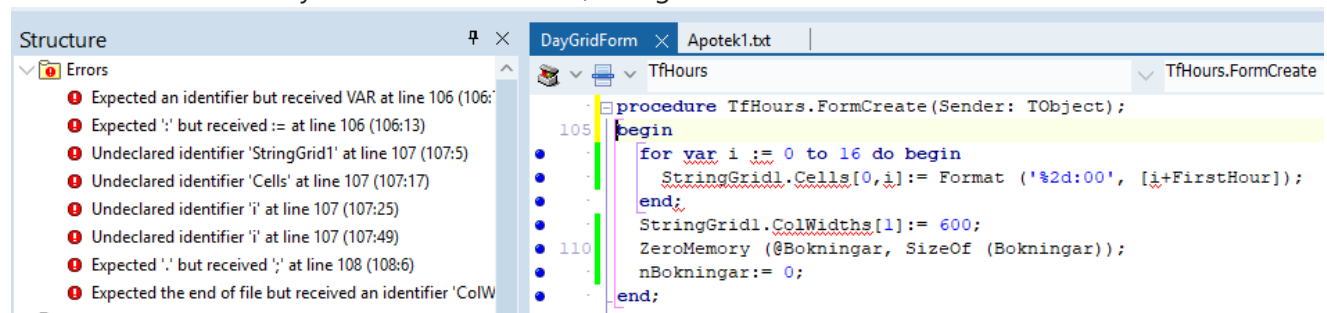 Structure
Errors
Expected an identifier but received VAR at line 106 (106:
Expected ':' but received := at line 106 (106:13)
Undeclared identifier 'StringGrid1' at line 107 (107:5)
Undeclared identifier 'Cells' at line 107 (107:17)
Undeclared identifier 'i' at line 107 (107:25)
Undeclared identifier 'i' at line 107 (107:49)
Expected '.' but received ';' at line 108 (108:6)
Expected the end of file but received an identifier 'ColW
DayGridForm Apotek1.txt
TfHours TfHours.FormCreate
procedure TfHours.FormCreate(Sender: TObject);
105 begin
for var i := 0 to 16 do begin
StringGrid1.Cells[0,i]:= Format ('%2d:00', [i+FirstHour]);
end;
StringGrid1.ColWidths[1]:= 600;
110 ZeroMemory (@Bokningar, SizeOf (Bokningar));
nBokningar:= 0;
end;